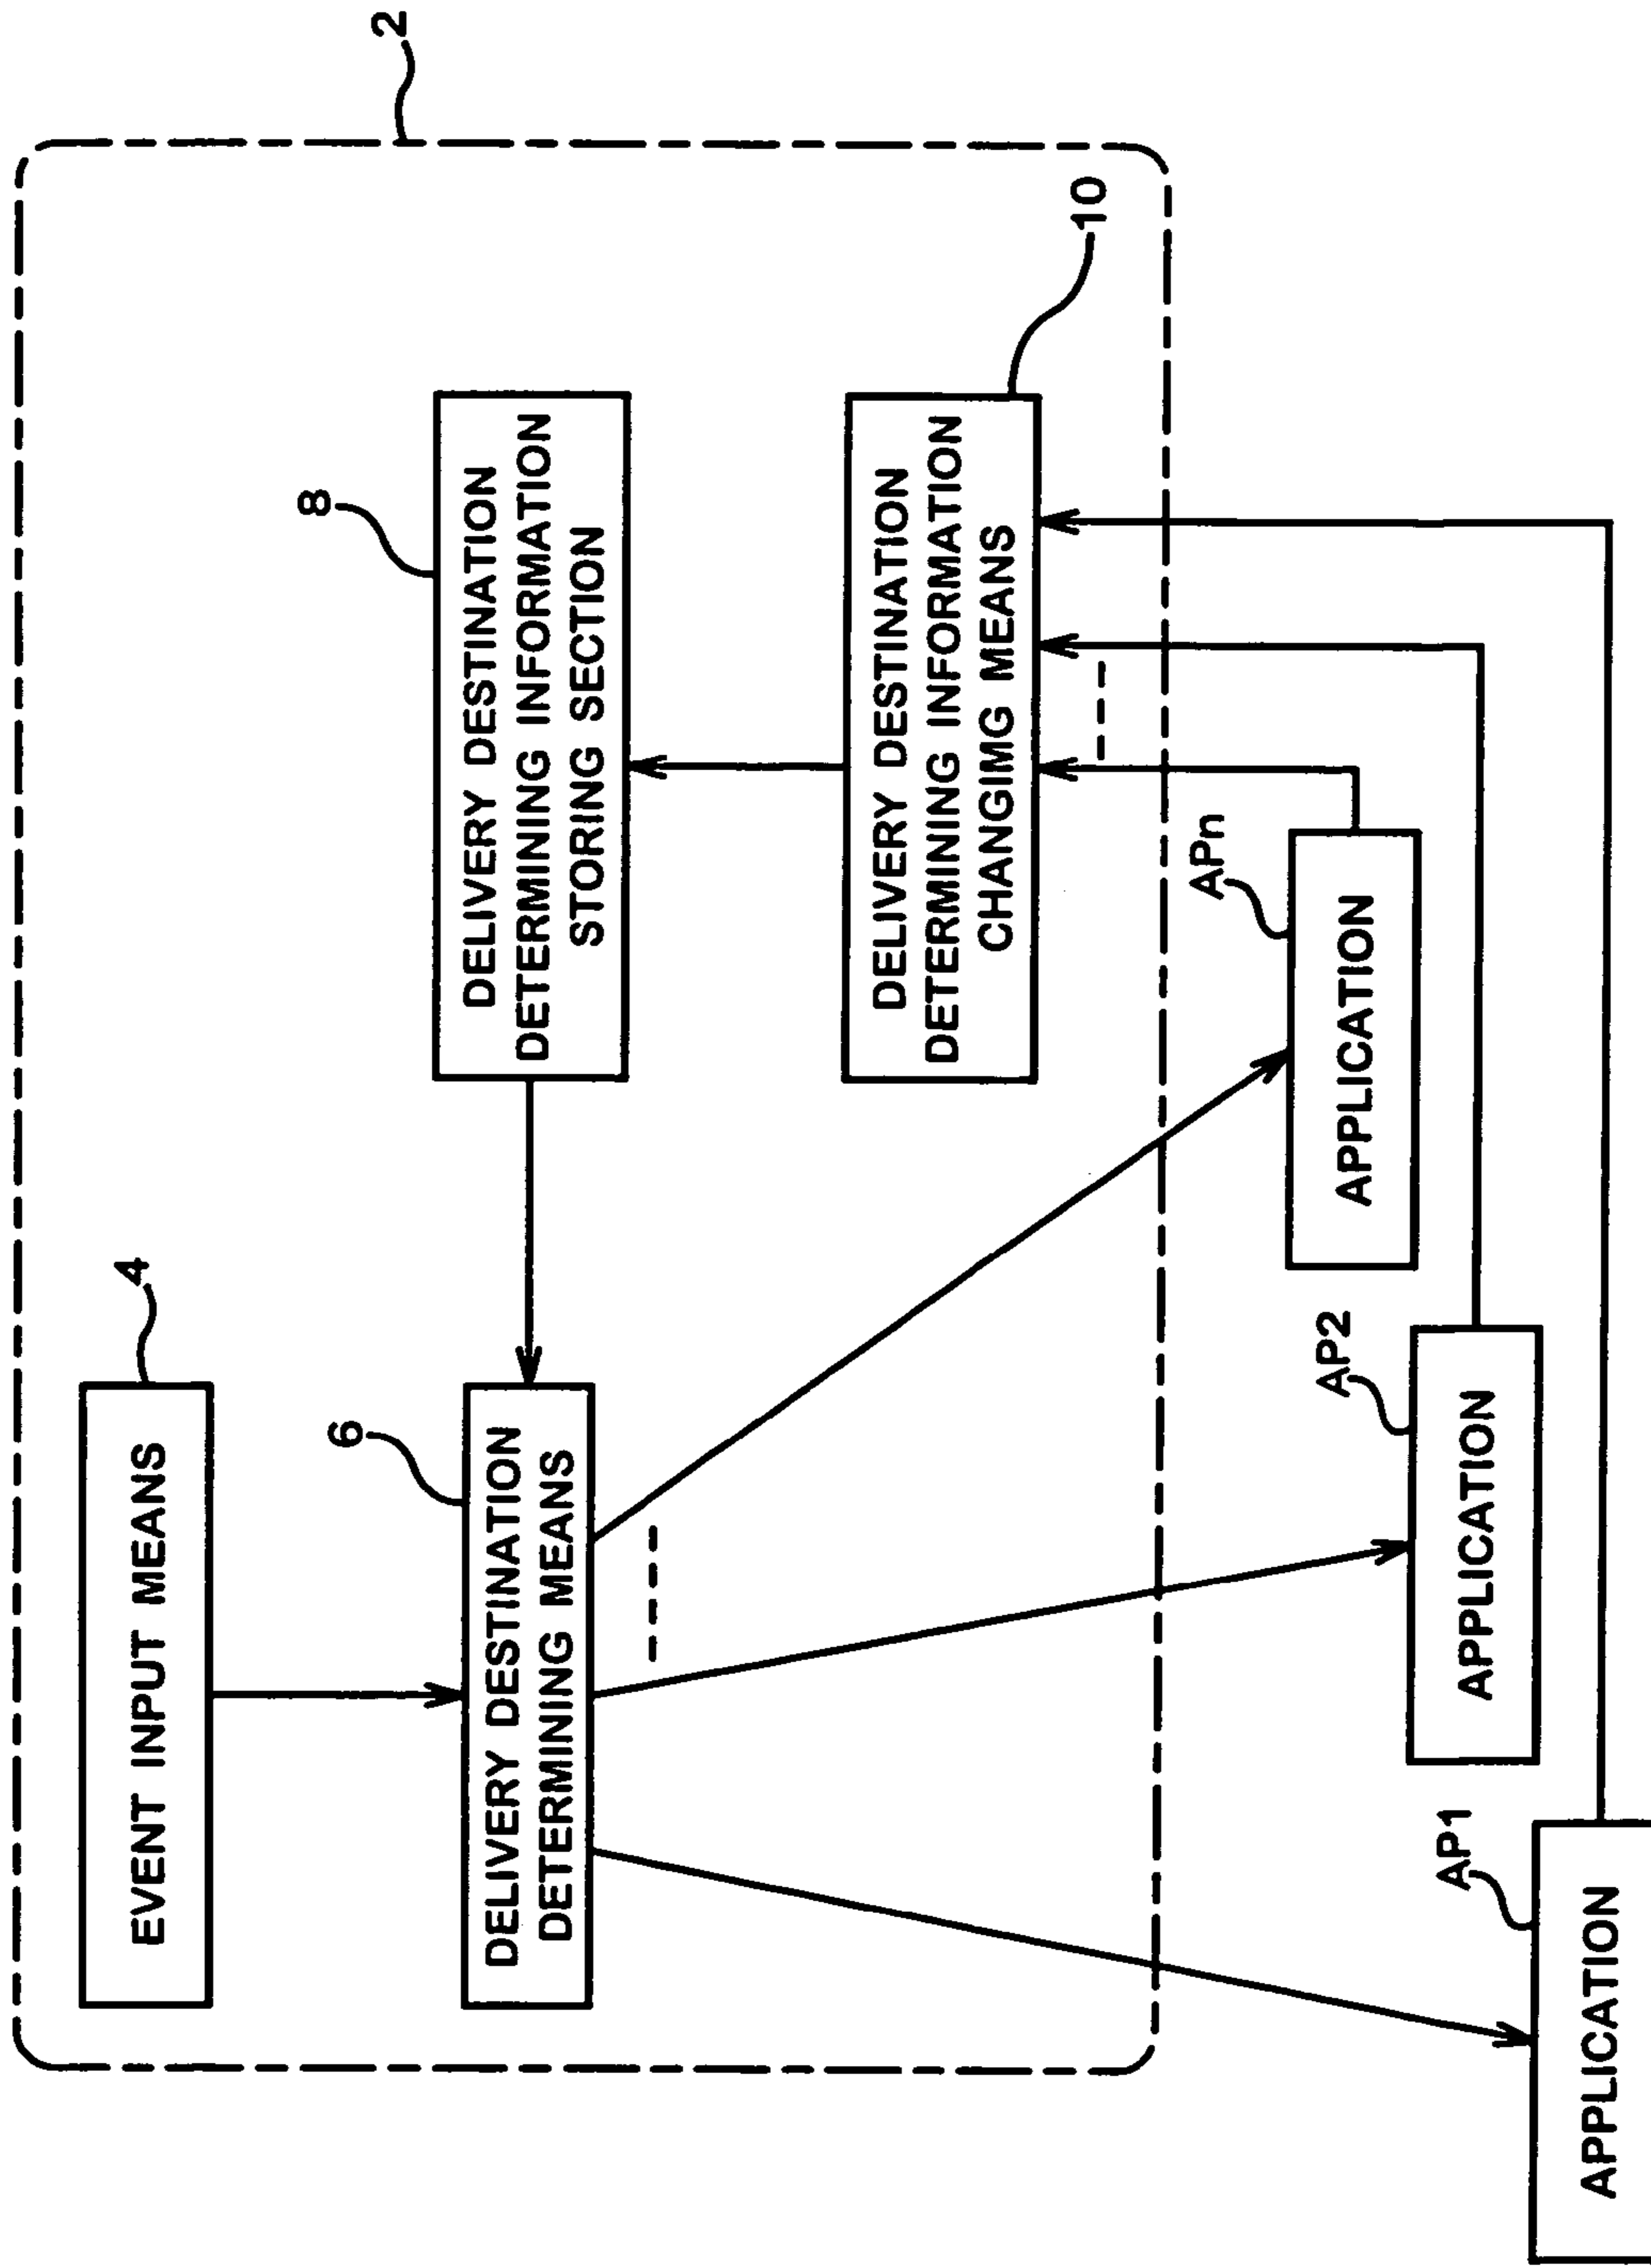 2
4
EVENT INPUT MEANS
6
DELIVERY DESTINATION
DETERMINING MEANS
8
DELIVERY DESTINATION
DETERMINING INFORMATION
STORING SECTION
10
DELIVERY DESTINATION
DETERMINING INFORMATION
CHANGIMG MEANS
AP1
APPLICATION
AP2
APPLICATION
APn
APPLICATION